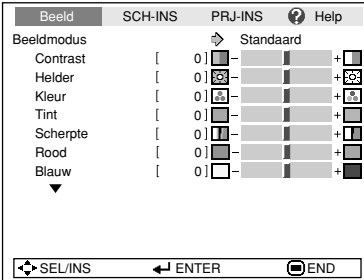 Beeld SCH-INS PRJ-INS ? Help
Beeldmodus Standaard
Contrast [ 0 ] - +
Helder [ 0 ] - +
Kleur [ 0 ] - +
Tint [ 0 ] - +
Scherpte [ 0 ] - +
Rood [ 0 ] - +
Blauw [ 0 ] - +
SEL/INS ENTER END